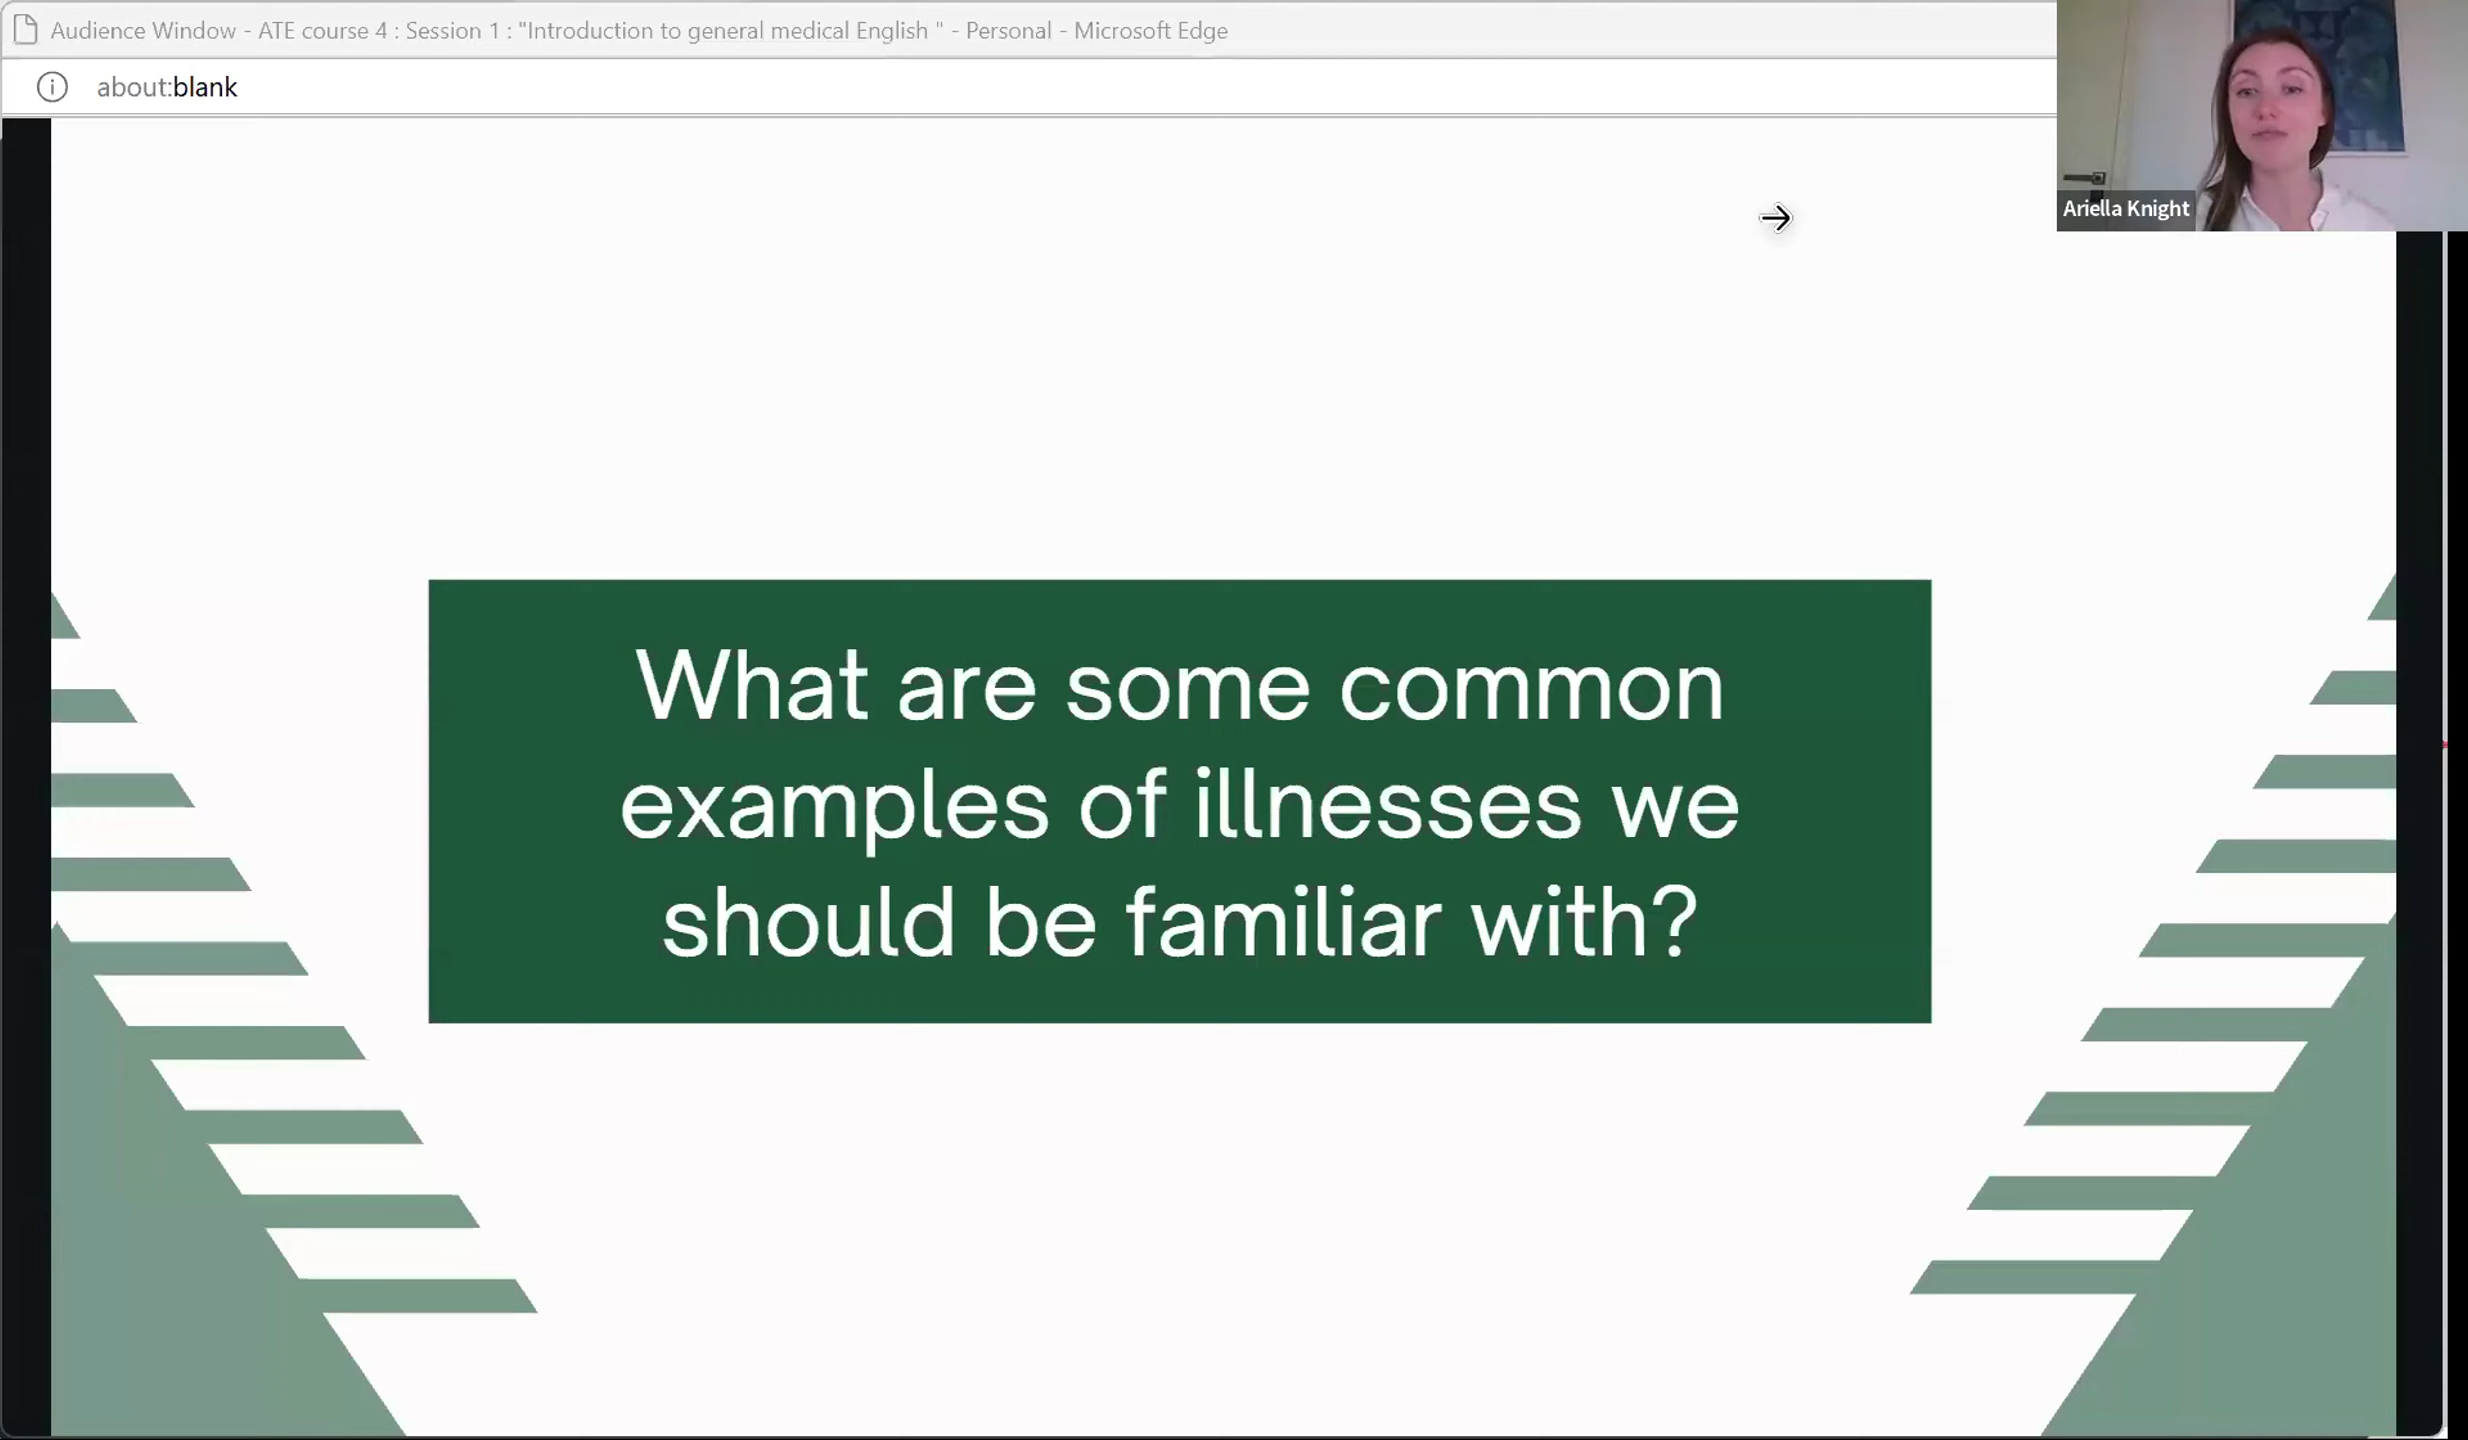 Audience Window - ATE course 4 : Session 1 : "Introduction to general medical English " - Personal - Microsoft Edge
about:blank
Ariella Knight
What are some common
examples of illnesses we
should be familiar with?